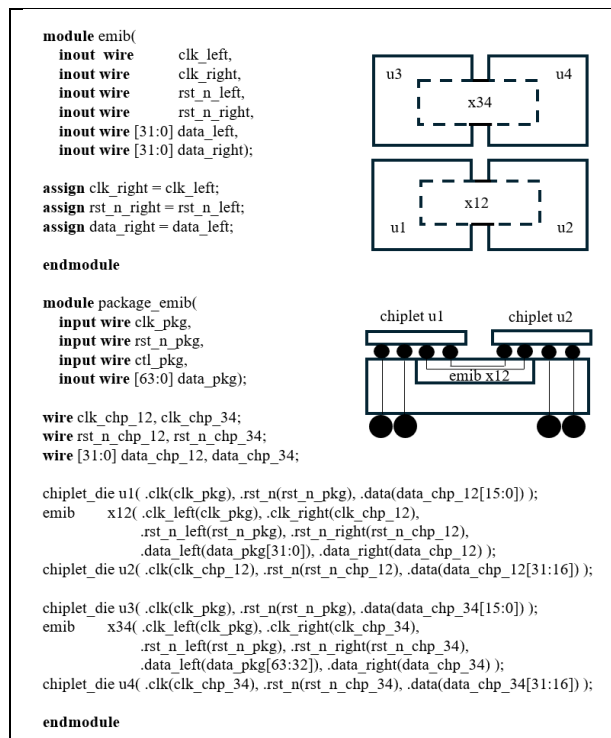 module emib(
inout wire clk_left,
inout wire clk_right,
inout wire rst_n_left,
inout wire rst_n_right,
inout wire [31:0] data_left,
inout wire [31:0] data_right);
assign clk_right = clk_left;
assign rst_n_right = rst_n_left;
assign data_right = data_left;
endmodule
u3
u4
x34
x12
u1
u2
module package_emib(
input wire clk_pkg,
input wire rst_n_pkg,
input wire ctl_pkg,
inout wire [63:0] data_pkg);
chiplet u1
chiplet u2
emib x12
wire clk_chp_12, clk_chp_34;
wire rst_n_chp_12, rst_n_chp_34;
wire [31:0] data_chp_12, data_chp_34;
chiplet_die u1( .clk(clk_pkg), .rst_n(rst_n_pkg), .data(data_chp_12[15:0]) );
emib x12( .clk_left(clk_pkg), .clk_right(clk_chp_12),
.rst_n_left(rst_n_pkg), .rst_n_right(rst_n_chp_12),
.data_left(data_pkg[31:0]), .data_right(data_chp_12) );
chiplet_die u2( .clk(clk_chp_12), .rst_n(rst_n_chp_12), .data(data_chp_12[31:16]) );
chiplet_die u3( .clk(clk_pkg), .rst_n(rst_n_pkg), .data(data_chp_34[15:0]) );
emib x34( .clk_left(clk_pkg), .clk_right(clk_chp_34),
.rst_n_left(rst_n_pkg), .rst_n_right(rst_n_chp_34),
.data_left(data_pkg[63:32]), .data_right(data_chp_34) );
chiplet_die u4( .clk(clk_chp_34), .rst_n(rst_n_chp_34), .data(data_chp_34[31:16]) );
endmodule